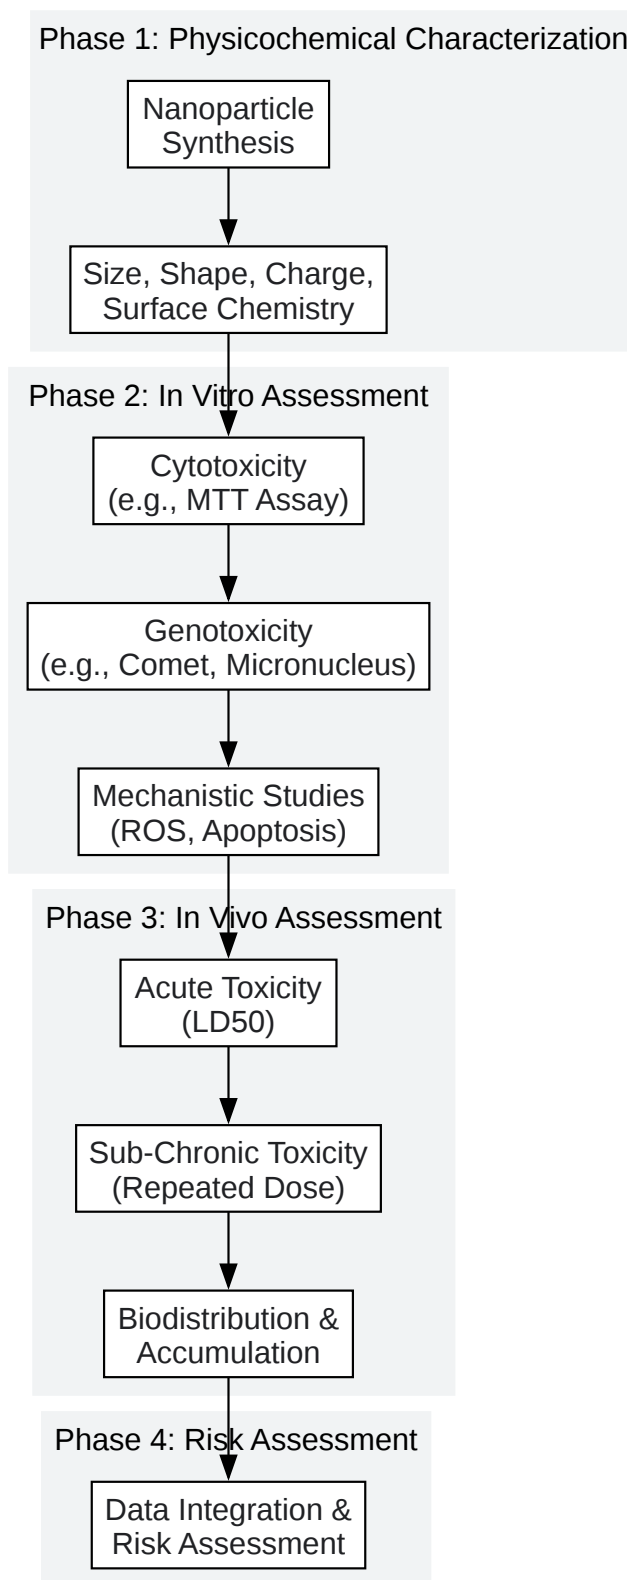 Phase 1: Physicochemical Characterization
Nanoparticle
Synthesis
Size, Shape, Charge,
Surface Chemistry
Phase 2: In Vitro Assessment
Cytotoxicity
(e.g., MTT Assay)
Genotoxicity
(e.g., Comet, Micronucleus)
Mechanistic Studies
(ROS, Apoptosis)
Phase 3: In Vivo Assessment
Acute Toxicity
(LD50)
Sub-Chronic Toxicity
(Repeated Dose)
Biodistribution &
Accumulation
Phase 4: Risk Assessment
Data Integration &
Risk Assessment